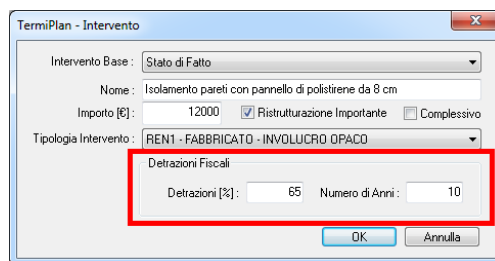 TermiPlan - Intervento
Intervento Base : Stato di Fatto
Nome : Isolamento pareti con pannello di polistirene da 8 cm
Importo [€] : 12000 Ristrutturazione Importante Complessivo
Tipologia Intervento : REN1 - FABBRICATO - INVOLUCRO OPACO
Detrazioni Fiscali
Detrazioni [%] : 65 Numero di Anni : 10
OK Annulla